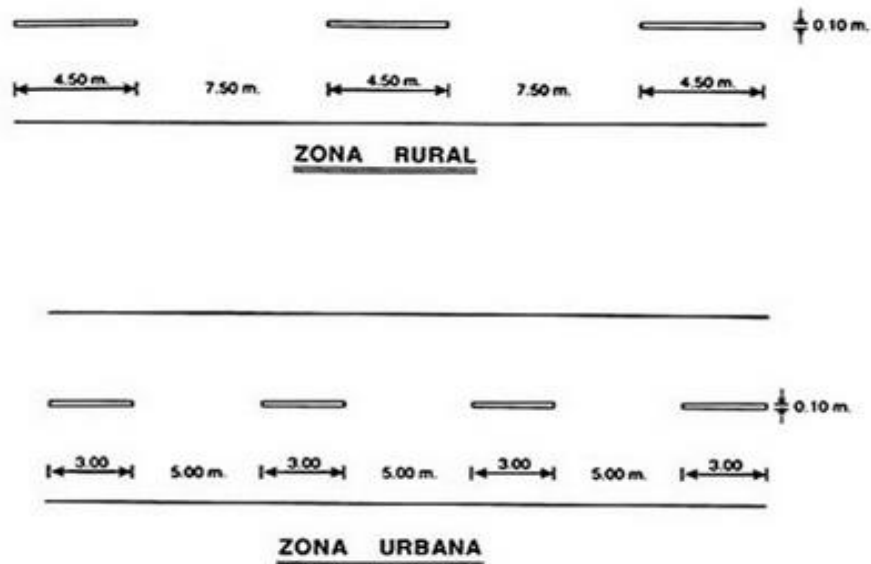 0.10 m.
4.50 m. 7.50 m. 4.50 m. 7.50 m. 4.50 m.
ZONA RURAL
0.10 m.
3.00 5.00 m. 3.00 5.00 m. 3.00 5.00 m. 3.00
ZONA URBANA